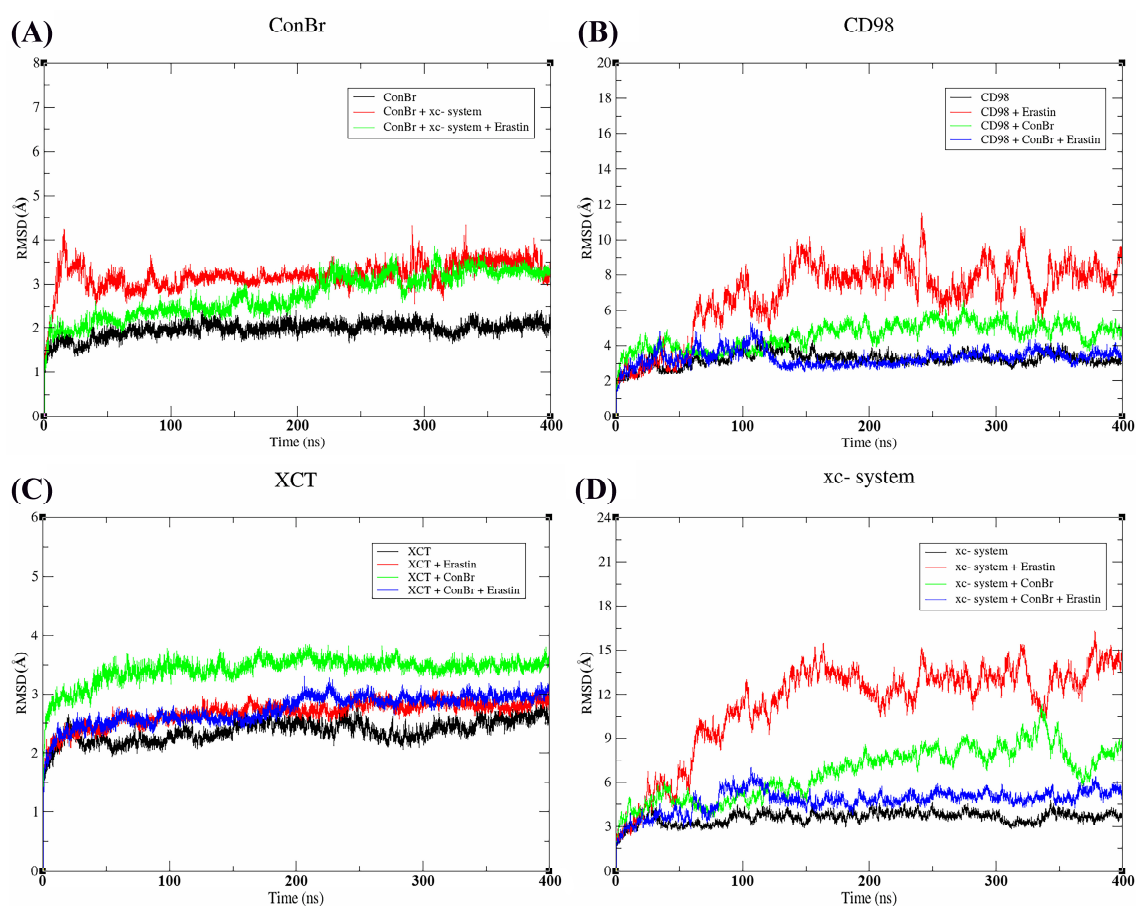 (A)
ConBr
8
7
6
5
4
3
2
1
0
RMSD (Å)
ConBr
ConBr + xc- system
ConBr + xc- system + Erastin
0 100 200 300 400
Time (ns)
(B)
CD98
20
18
16
14
12
10
8
6
4
2
0
RMSD (Å)
CD98
CD98 + Erastin
CD98 + ConBr
CD98 + ConBr + Erastin
0 100 200 300 400
Time (ns)
(C)
XCT
6
5
4
3
2
1
0
RMSD (Å)
XCT
XCT + Erastin
XCT + ConBr
XCT + ConBr + Erastin
0 100 200 300 400
Time (ns)
(D)
xc- system
24
21
18
15
12
9
6
3
0
RMSD (Å)
xc- system
xc- system + Erastin
xc- system + ConBr
xc- system + ConBr + Erastin
0 100 200 300 400
Time (ns)